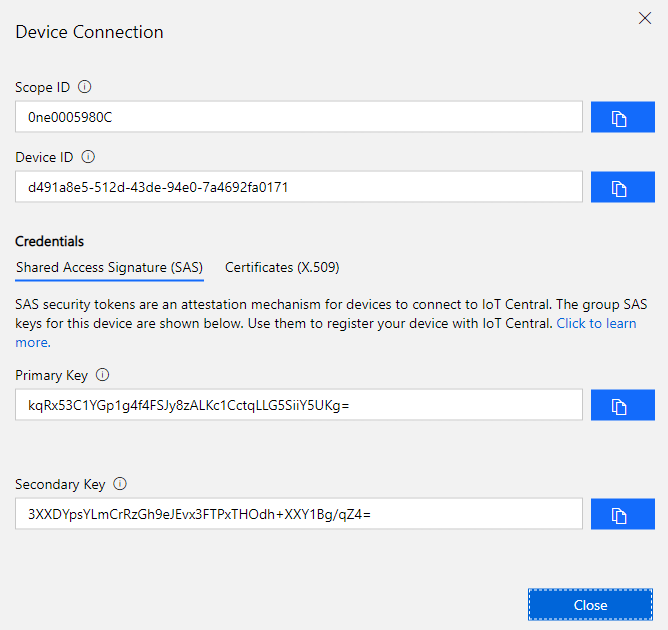 Device Connection
Scope ID
0ne0005980C
Device ID
d491a8e5-512d-43de-94e0-7a4692fa0171
Credentials
Shared Access Signature (SAS) Certificates (X.509)
SAS security tokens are an attestation mechanism for devices to connect to IoT Central. The group SAS
keys for this device are shown below. Use them to register your device with IoT Central. Click to learn
more.
Primary Key
kqRx53C1YGp1g4f4FSJy8zALKc1CctqLLG5SiiY5UKg=
Secondary Key
3XXDYpsYLmCrRzGh9eJEvx3FTPxTHOdh+XXY1Bg/qZ4=
Close